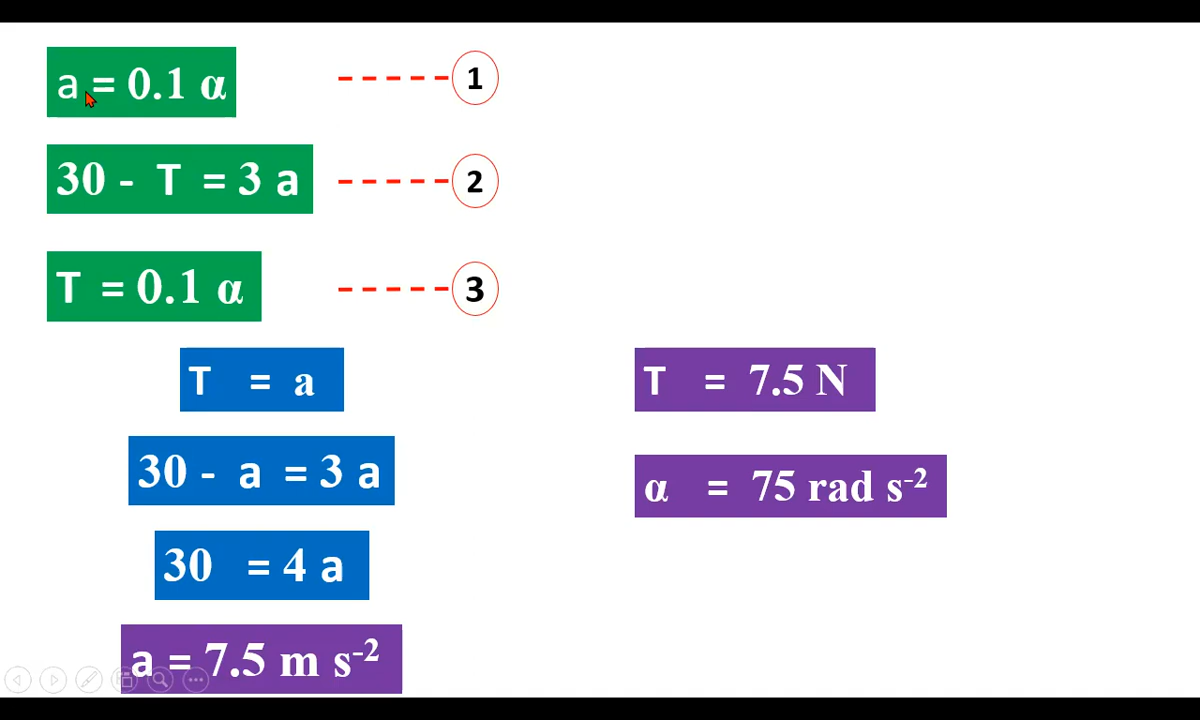 a = 0.1 α
1
30 - T = 3 a
2
T = 0.1 α
3
T = a
30 - a = 3 a
30 = 4 a
a = 7.5 m s⁻²
T = 7.5 N
α = 75 rad s⁻²